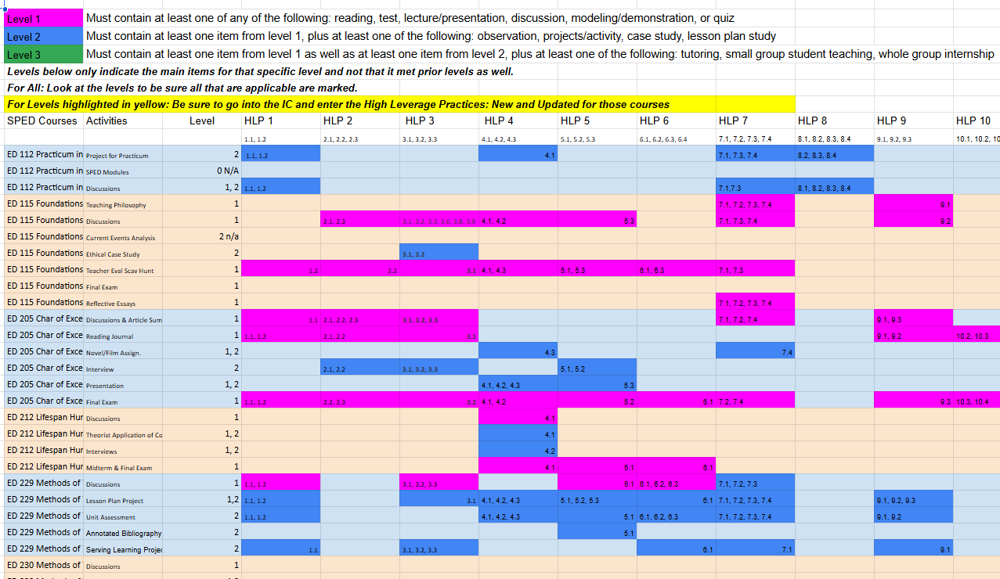 Level 1 Must contain at least one of any of the following: reading, test, lecture/presentation, discussion, modeling/demonstration, or quiz
Level 2 Must contain at least one item from level 1, plus at least one of the following: observation, projects/activity, case study, lesson plan study
Level 3 Must contain at least one item from level 1 as well as at least one item from level 2, plus at least one of the following: tutoring, small group student teaching, whole group internship
Levels below only indicate the main items for that specific level and not that it met prior levels as well.
For All: Look at the levels to be sure all that are applicable are marked.
For Levels highlighted in yellow: Be sure to go into the IC and enter the High Leverage Practices: New and Updated for those courses
SPED Courses Activities Level HLP 1 HLP 2 HLP 3 HLP 4 HLP 5 HLP 6 HLP 7 HLP 8 HLP 9 HLP 10
1.1, 1.2 2.1, 2.2, 2.3 3.1, 3.2, 3.3 4.1, 4.2, 4.3 5.1, 5.2, 5.3 6.1, 6.2, 6.3, 6.4 7.1, 7.2, 7.3, 7.4 8.1, 8.2, 8.3, 8.4 9.1, 9.2, 9.3 10.1, 10.2, 10
ED 112 Practicum in Project for Practicum 2 1.1, 1.2 4.1 7.1, 7.3, 7.4 8.2, 8.3, 8.4
ED 112 Practicum in SPED Modules 0 N/A
ED 112 Practicum in Discussions 1, 2 1.1, 1.2 7.1,7.3 8.1, 8.2, 8.3, 8.4
ED 115 Foundations Teaching Philosophy 1 7.1, 7.2, 7.3, 7.4 9.1
ED 115 Foundations Discussions 1 2.1, 2.3 3.1, 3.2, 3.3, 3.6, 3.8, 3.9 4.1, 4.2 5.3 7.1, 7.3, 7.4 9.2
ED 115 Foundations Current Events Analysis 2 n/a
ED 115 Foundations Ethical Case Study 2 3.1, 3.2
ED 115 Foundations Teacher Eval Scav Hunt 1 1.2 2.2 3.1 4.1, 4.3 5.1, 5.3 6.1, 6.3 7.1, 7.3
ED 115 Foundations Final Exam 1
ED 115 Foundations Reflective Essays 1 7.1, 7.2, 7.3, 7.4
ED 205 Char of Exce Discussions & Article Sum 1 1.1 2.1, 2.2, 2.3 3.1, 3.2, 3.3 7.1, 7.2, 7.4 9.1, 9.3
ED 205 Char of Exce Reading Journal 1 1.1, 1.2 2.1, 2.2 3.1 9.1, 9.2 10.2, 10.3
ED 205 Char of Exce Novel/Film Assign. 1, 2 4.3 7.4
ED 205 Char of Exce Interview 2 2.1, 2.2 3.1, 3.2, 3.3 5.1, 5.2
ED 205 Char of Exce Presentation 1, 2 4.1, 4.2, 4.3 5.3
ED 205 Char of Exce Final Exam 1 1.1, 1.2 2.2, 2.3 3.2 4.1, 4.2 5.2 6.1 7.2, 7.4 9.3 10.3, 10.4
ED 212 Lifespan Hur Discussions 1 4.1
ED 212 Lifespan Hur Theorist Application of Co 1, 2 4.1
ED 212 Lifespan Hur Interviews 1, 2 4.2
ED 212 Lifespan Hur Midterm & Final Exam 1 4.1 5.1 6.1
ED 229 Methods of Discussions 1 1.1, 1.2 3.1, 3.2, 3.3 5.1 6.1, 6.2, 6.3 7.1, 7.2, 7.3
ED 229 Methods of Lesson Plan Project 1,2 1.1, 1.2 3.1 4.1, 4.2, 4.3 5.1, 5.2, 5.3 6.1 7.1, 7.2, 7.3, 7.4 9.1, 9.2, 9.3
ED 229 Methods of Unit Assessment 2 1.1, 1.2 4.1, 4.2, 4.3 5.1 6.1, 6.2, 6.3 7.1, 7.2, 7.3, 7.4 9.1, 9.2
ED 229 Methods of Annotated Bibliography 2 5.1
ED 229 Methods of Serving Learning Projec 2 1.1 3.1, 3.2, 3.3 6.1 7.1 9.1
ED 230 Methods of Discussions 1